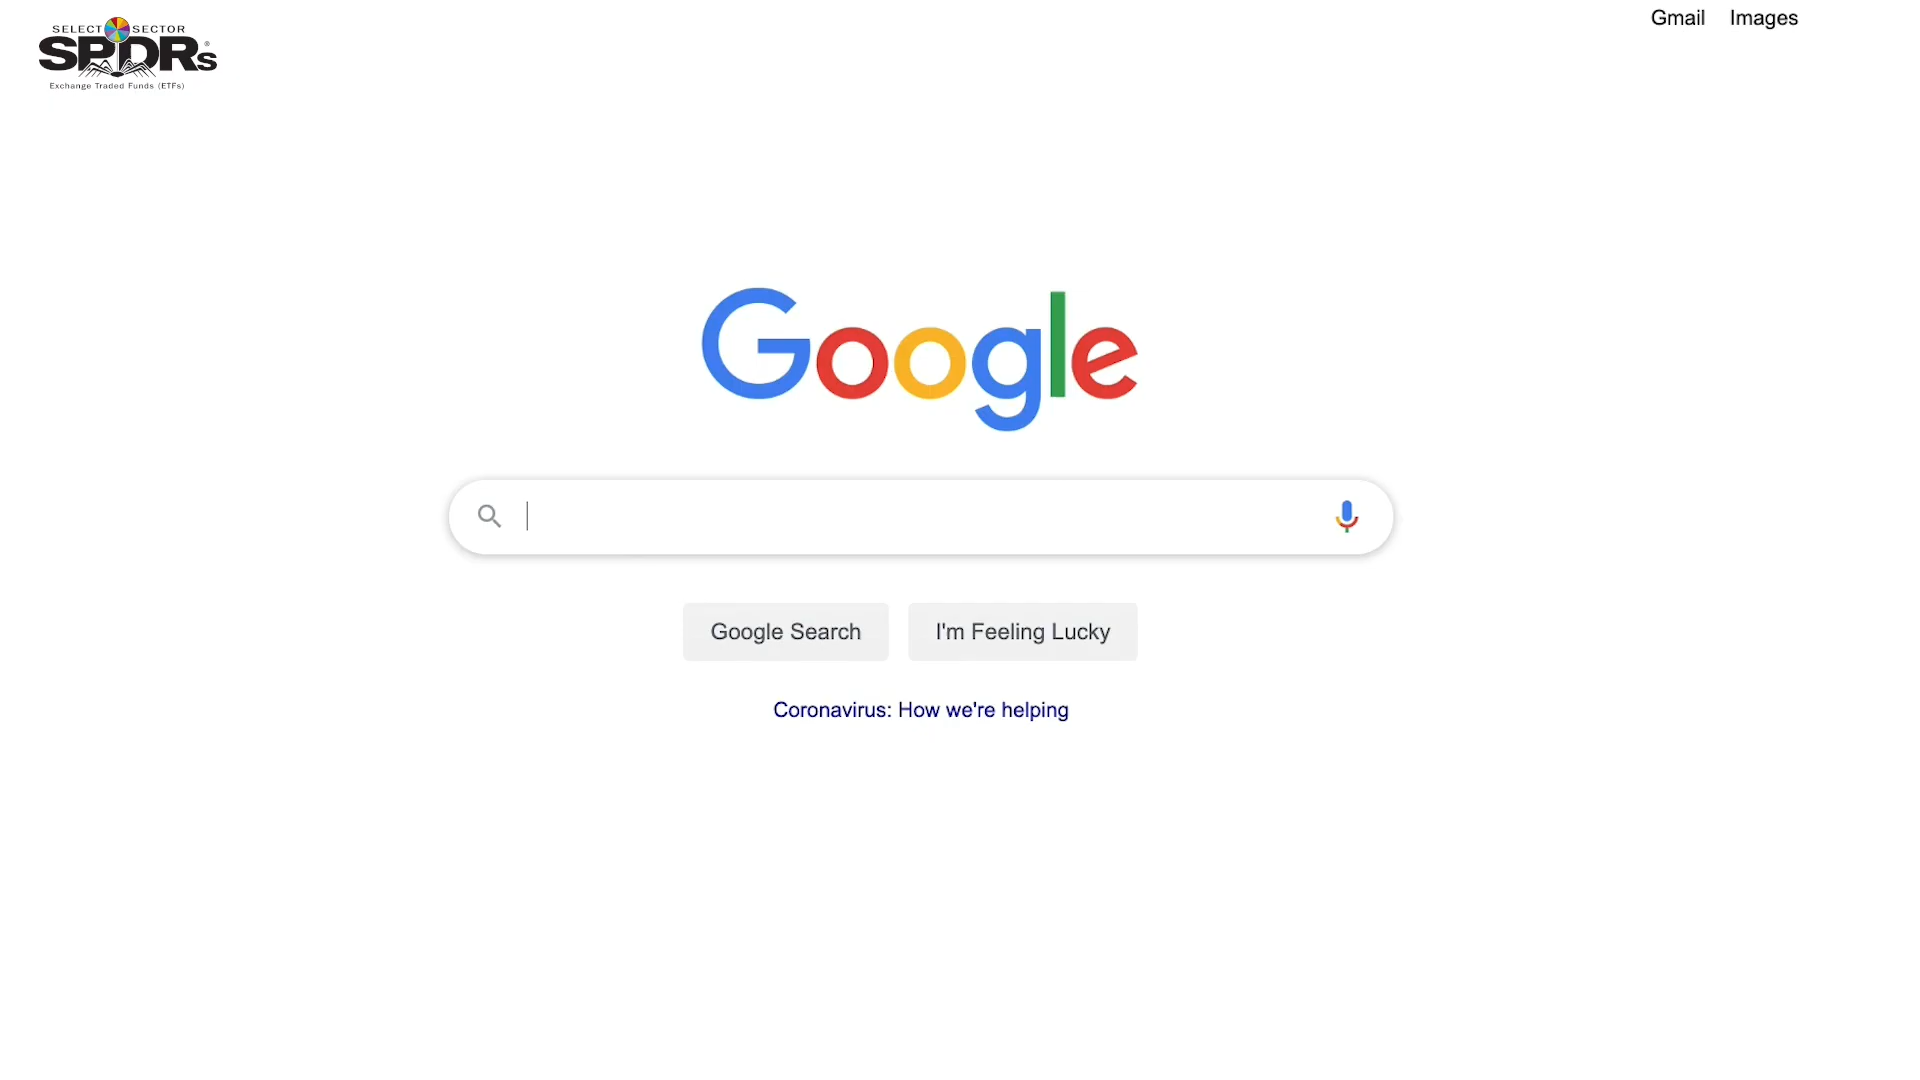 SELECT SECTOR
SPDRs®
Exchange Traded Funds (ETFs)
Gmail Images
Google
Google Search I'm Feeling Lucky
Coronavirus: How we're helping